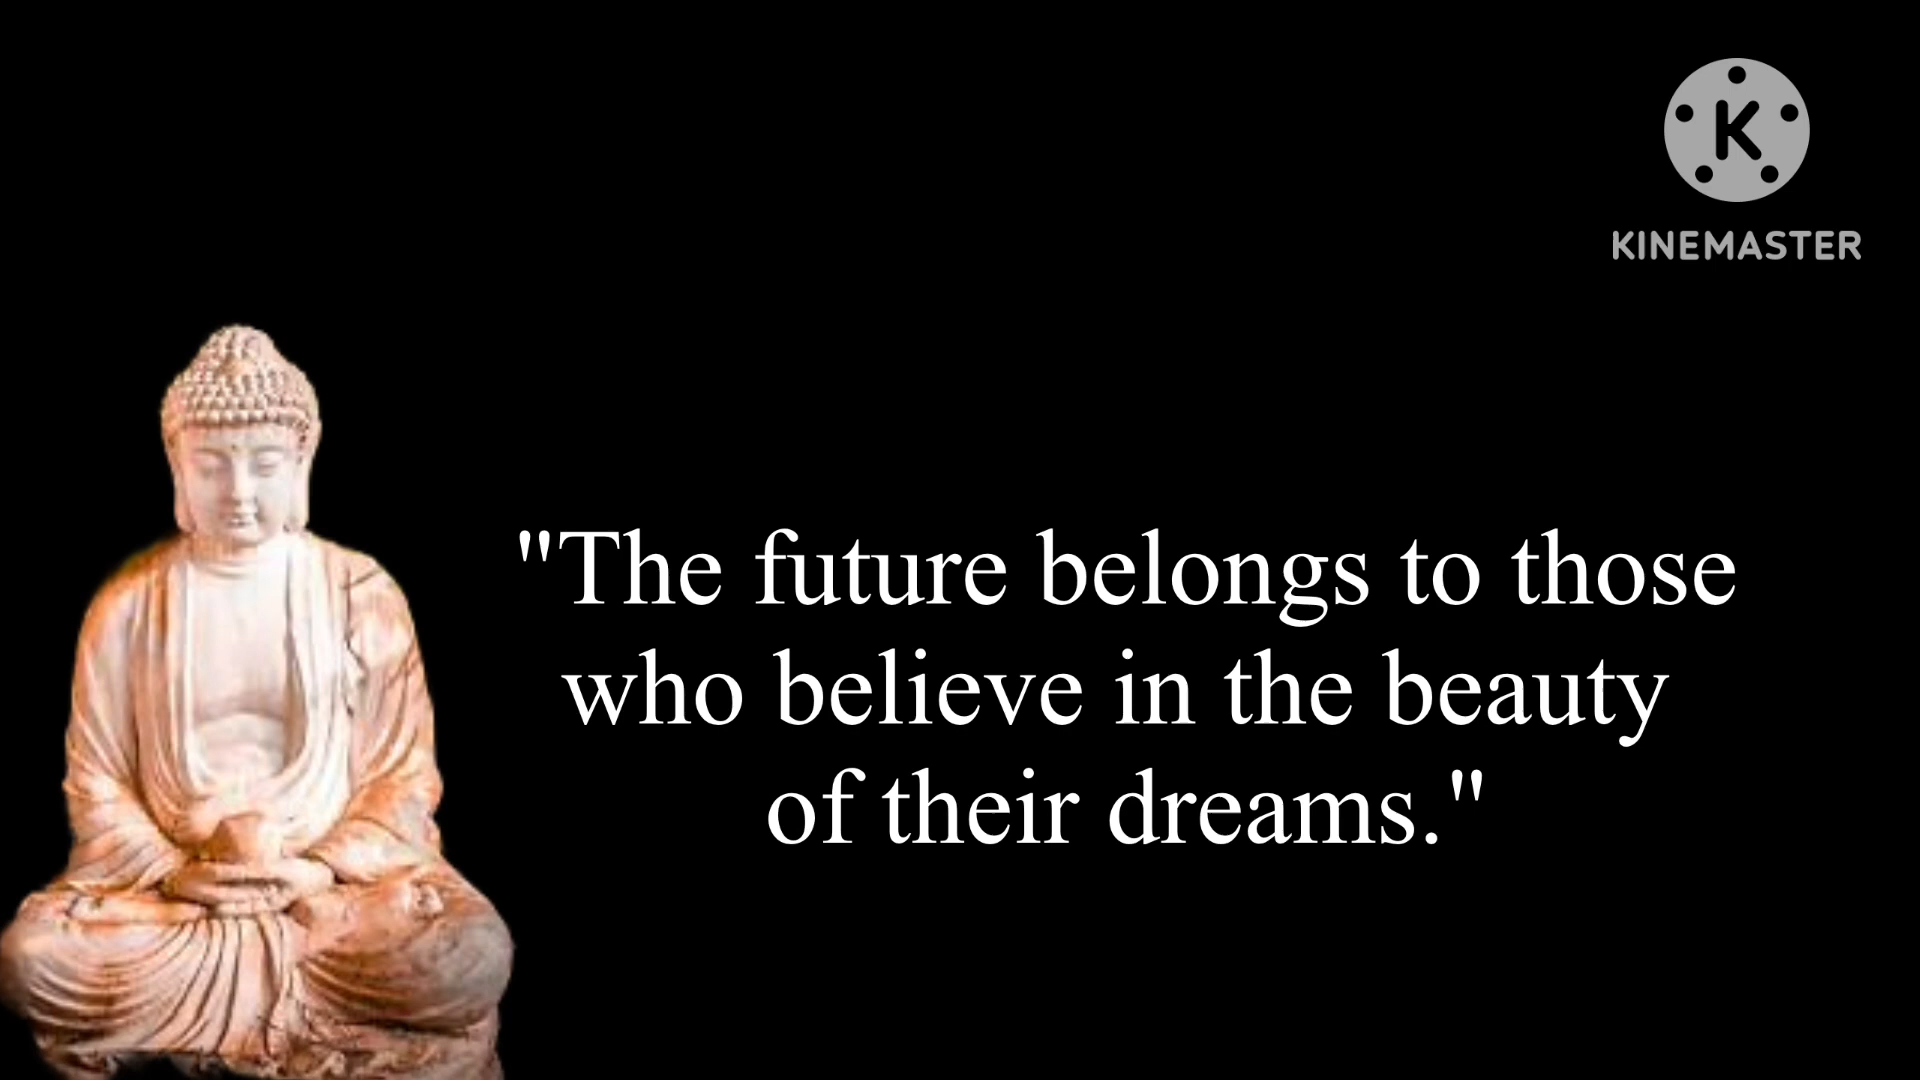 KINEMASTER
"The future belongs to those
who believe in the beauty
of their dreams."